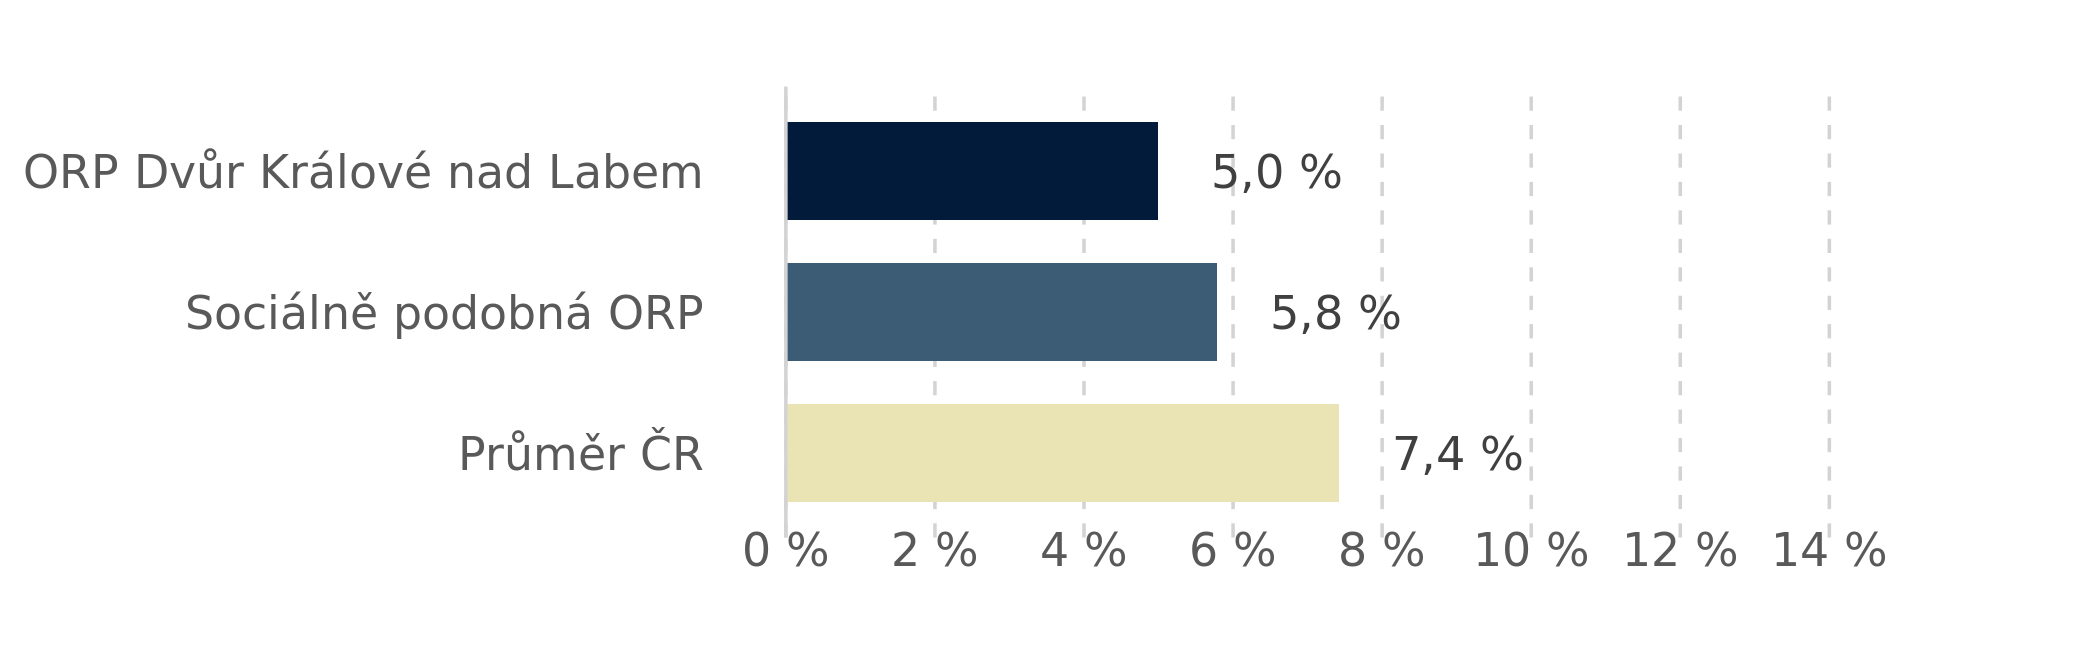 ORP Dvůr Králové nad Labem 5,0 %
Sociálně podobná ORP 5,8 %
Průměr ČR 7,4 %
0 % 2 % 4 % 6 % 8 % 10 % 12 % 14 %